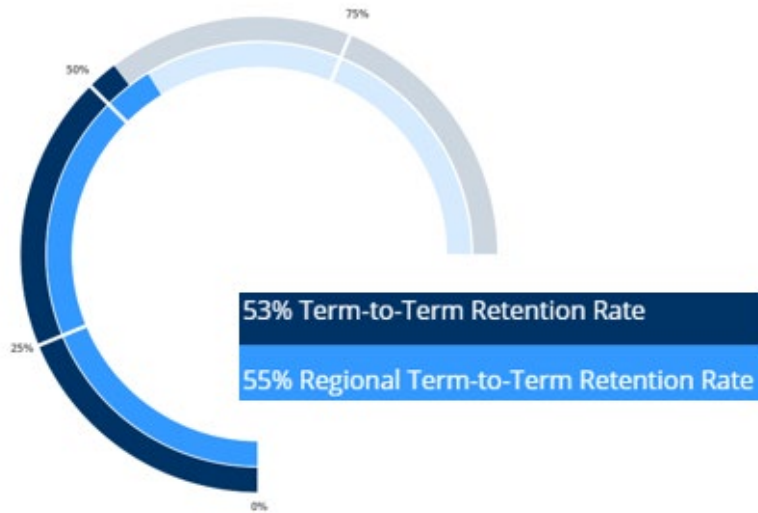 75%
50%
25%
53% Term-to-Term Retention Rate
55% Regional Term-to-Term Retention Rate
0%